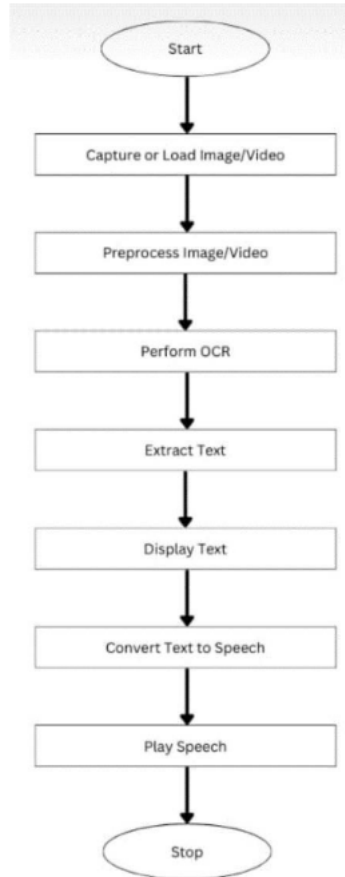 Start
Capture or Load Image/Video
Preprocess Image/Video
Perform OCR
Extract Text
Display Text
Convert Text to Speech
Play Speech
Stop